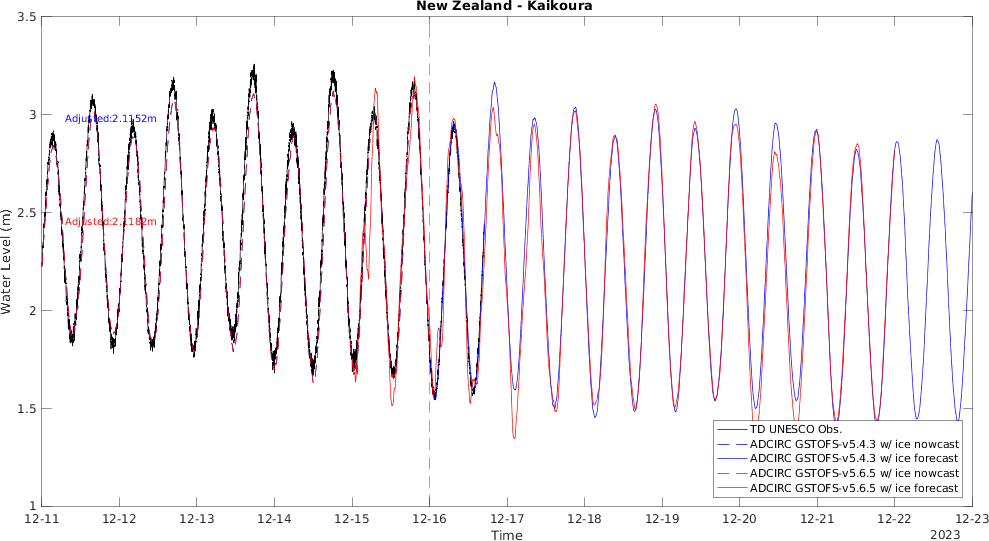 New Zealand - Kaikoura
3.5
3
2.5
2
1.5
1
Water Level (m)
Adjusted:2.1152m
Adjusted:2.1182m
TD UNESCO Obs.
ADCIRC GSTOFS-v5.4.3 w/ ice nowcast
ADCIRC GSTOFS-v5.4.3 w/ ice forecast
ADCIRC GSTOFS-v5.6.5 w/ ice nowcast
ADCIRC GSTOFS-v5.6.5 w/ ice forecast
12-11 12-12 12-13 12-14 12-15 12-16 12-17 12-18 12-19 12-20 12-21 12-22 12-23
Time
2023